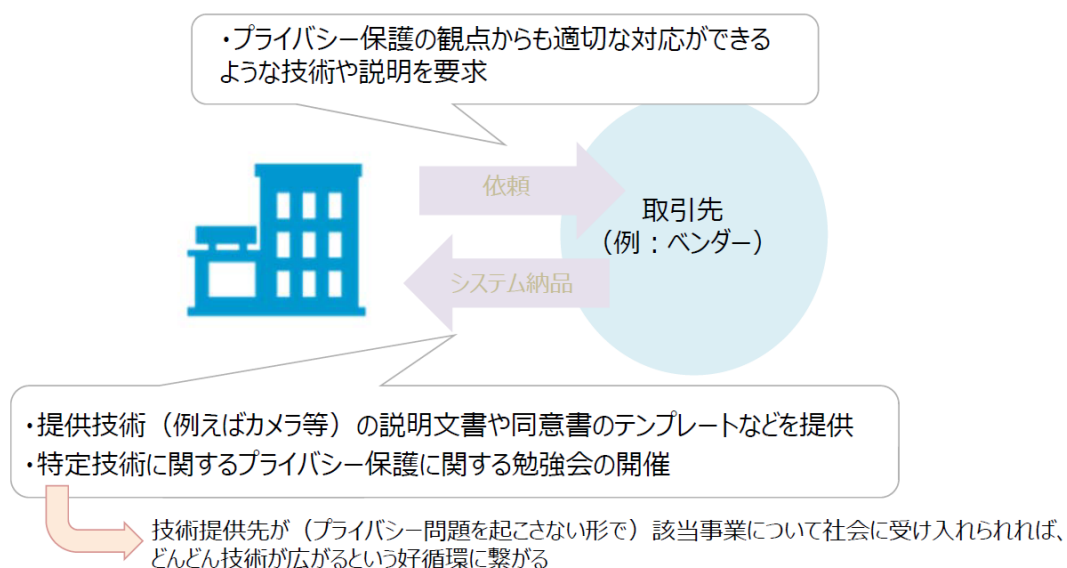 ・プライバシー保護の観点からも適切な対応ができる
ような技術や説明を要求
依頼
取引先
（例：ベンダー）
システム納品
・提供技術（例えばカメラ等）の説明文書や同意書のテンプレートなどを提供
・特定技術に関するプライバシー保護に関する勉強会の開催
技術提供先が（プライバシー問題を起こさない形で）該当事業について社会に受け入れられれば、
どんどん技術が広がるという好循環に繋がる